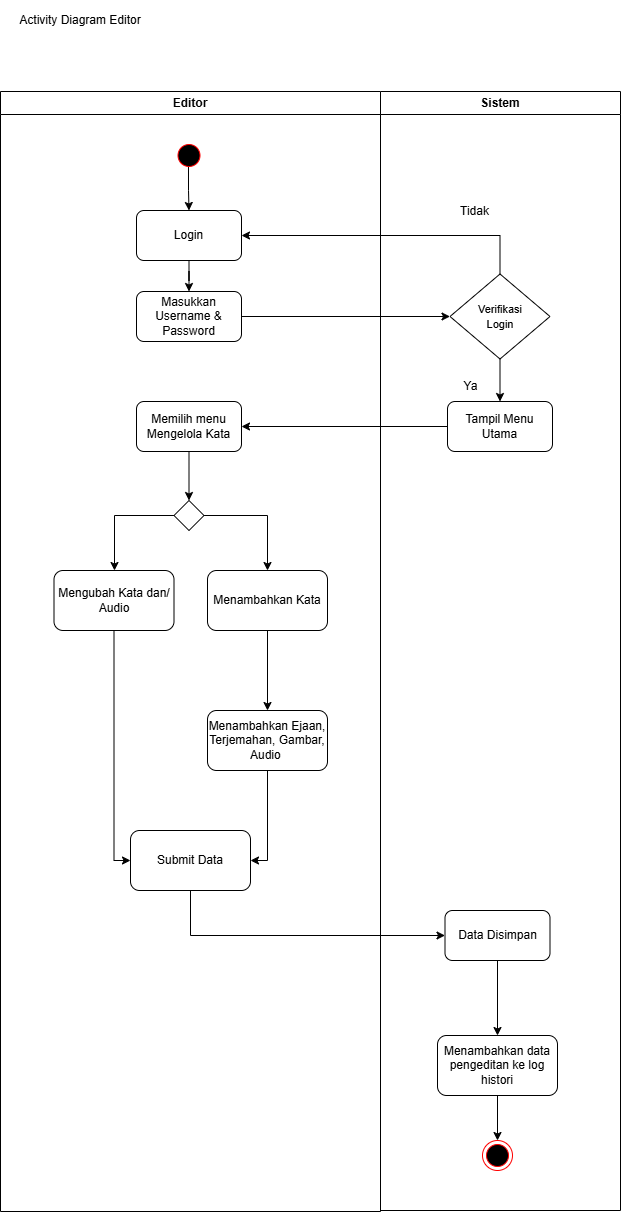 Activity Diagram Editor
Editor
Sistem
Login
Tidak
Masukkan
Username &
Password
Verifikasi
Login
Ya
Memilih menu
Mengelola Kata
Tampil Menu
Utama
Mengubah Kata dan/
Audio
Menambahkan Kata
Menambahkan Ejaan,
Terjemahan, Gambar,
Audio
Submit Data
Data Disimpan
Menambahkan data
pengeditan ke log
histori